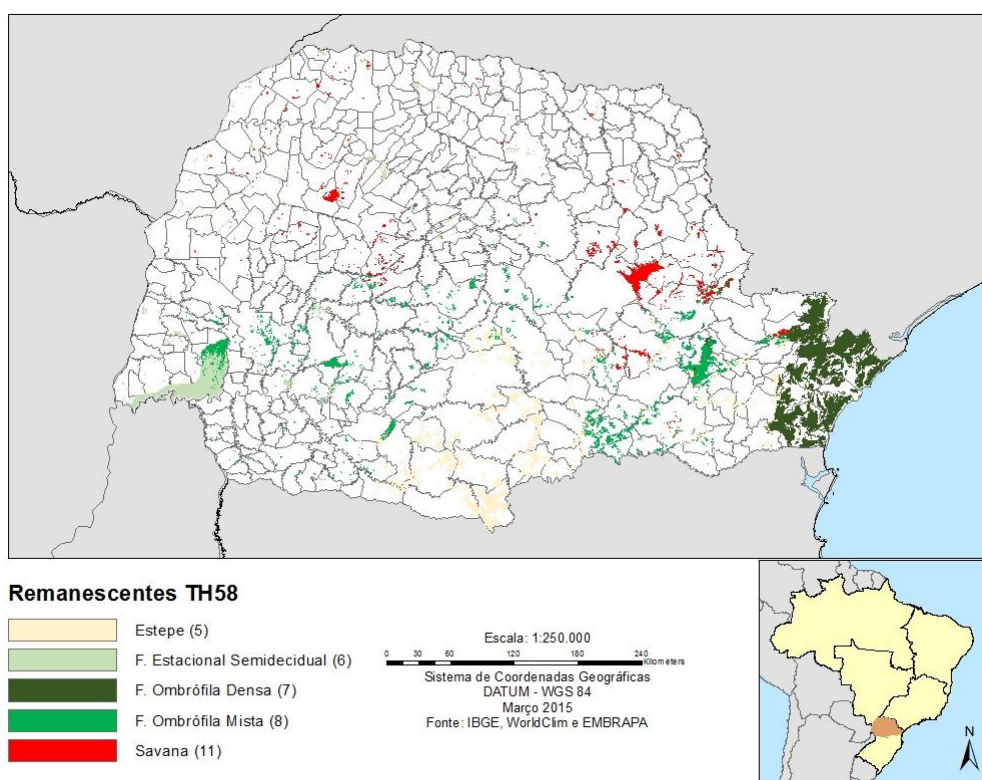 Remanescentes TH58
Estepe (5)
F. Estacional Semidecidual (6)
F. Ombrófila Densa (7)
F. Ombrófila Mista (8)
Savana (11)
Escala: 1:250.000
0 30 60 120 180 240
Kilometers
Sistema de Coordenadas Geográficas
DATUM - WGS 84
Março 2015
Fonte: IBGE, WorldClim e EMBRAPA
N